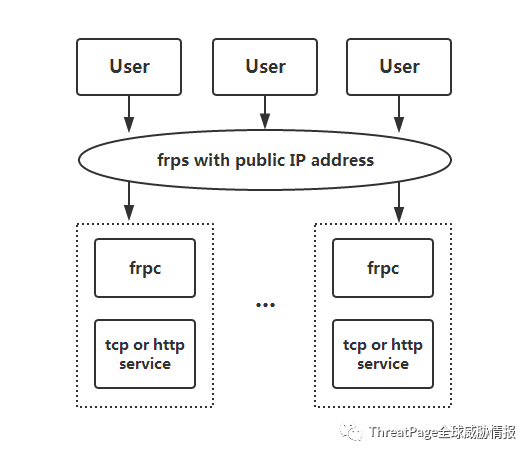 User
User
User
frps with public IP address
frpc
frpc
...
tcp or http
service
tcp or http
service
ThreatPage全球威胁情报